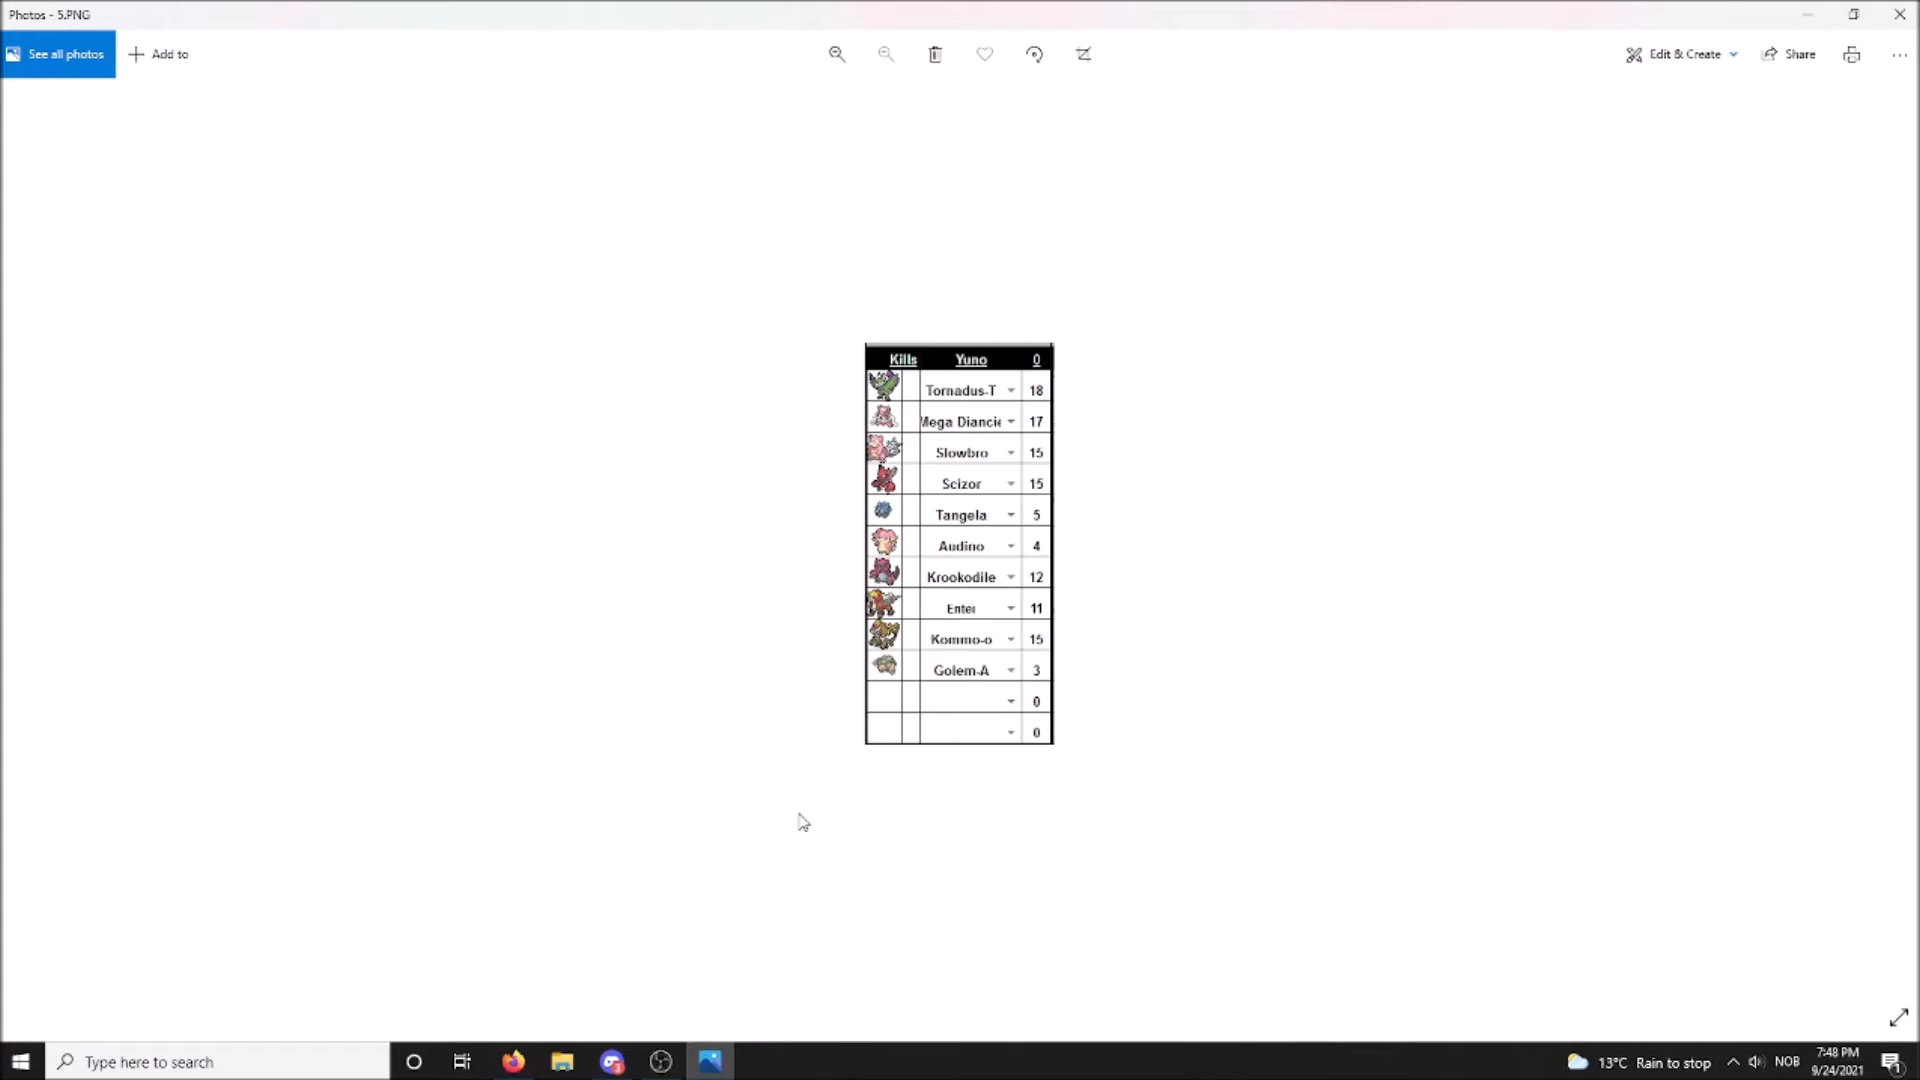 Photos - 5.PNG
See all photos
Add to
Edit & Create
Share
Kills Yuno 0
Tornadus-T 18
Mega Diancie 17
Slowbro 15
Scizor 15
Tangela 5
Audino 4
Krookodile 12
Entei 11
Kommo-o 15
Golem-A 3
0
0
Type here to search
3
13°C Rain to stop
NOB
7:48 PM
9/24/2021
1